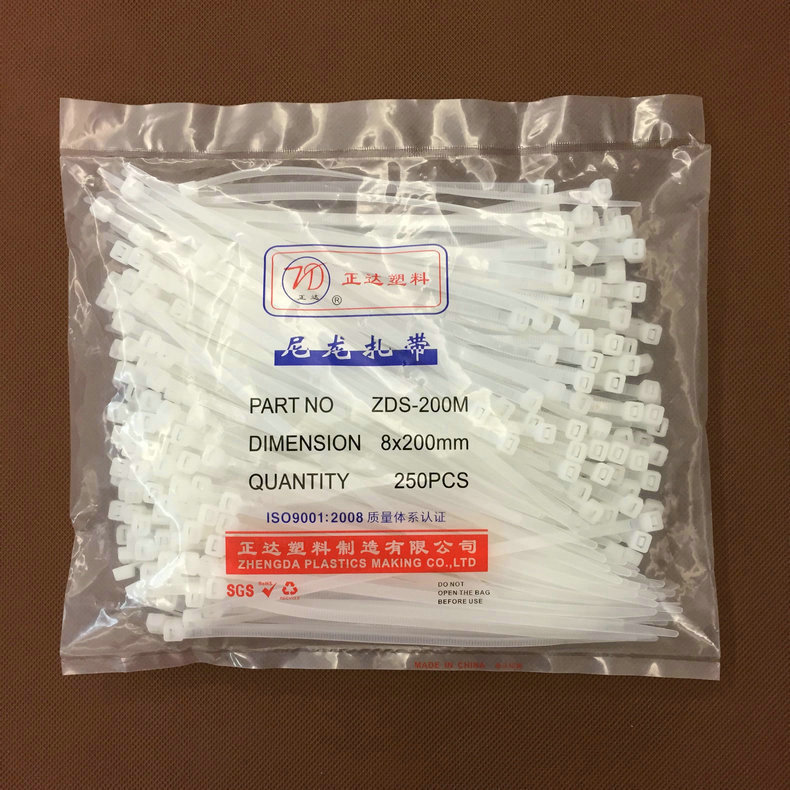 ZD
正达
®
正达塑料
尼龙扎带
PART NO ZDS-200M
DIMENSION 8x200mm
QUANTITY 250PCS
ISO9001:2008 质量体系认证
正达塑料制造有限公司
ZHENGDA PLASTICS MAKING CO.,LTD
SGS RoHS
DO NOT
OPEN THE BAG
BEFORE USE
MADE IN CHINA